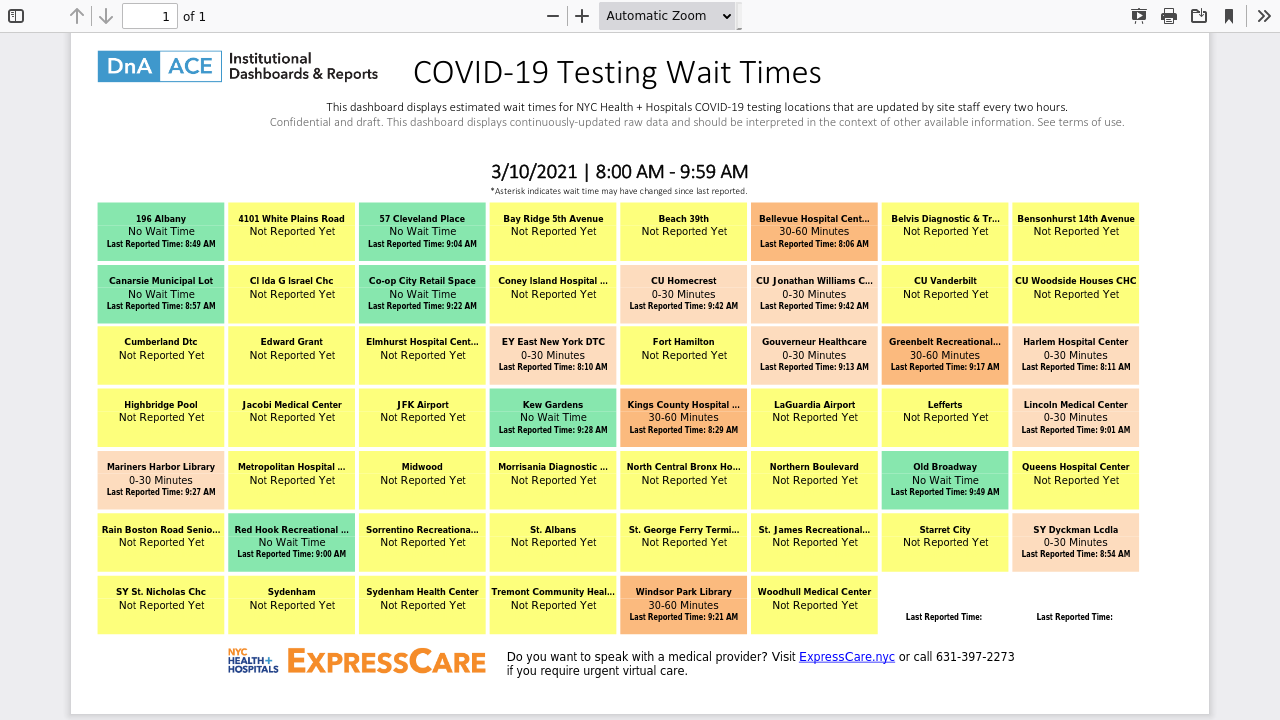 1 of 1 Automatic Zoom
DnA ACE Institutional Dashboards & Reports
COVID-19 Testing Wait Times
This dashboard displays estimated wait times for NYC Health + Hospitals COVID-19 testing locations that are updated by site staff every two hours.
Confidential and draft. This dashboard displays continuously-updated raw data and should be interpreted in the context of other available information. See terms of use.
3/10/2021 | 8:00 AM - 9:59 AM
*Asterisk indicates wait time may have changed since last reported.
196 Albany
No Wait Time
Last Reported Time: 8:49 AM
4101 White Plains Road
Not Reported Yet
57 Cleveland Place
No Wait Time
Last Reported Time: 9:04 AM
Bay Ridge 5th Avenue
Not Reported Yet
Beach 39th
Not Reported Yet
Bellevue Hospital Cent...
30-60 Minutes
Last Reported Time: 8:06 AM
Belvis Diagnostic & Tr...
Not Reported Yet
Bensonhurst 14th Avenue
Not Reported Yet
Canarsie Municipal Lot
No Wait Time
Last Reported Time: 8:57 AM
CI Ida G Israel Chc
Not Reported Yet
Co-op City Retail Space
No Wait Time
Last Reported Time: 9:22 AM
Coney Island Hospital ...
Not Reported Yet
CU Homecrest
0-30 Minutes
Last Reported Time: 9:42 AM
CU Jonathan Williams C...
0-30 Minutes
Last Reported Time: 9:42 AM
CU Vanderbilt
Not Reported Yet
CU Woodside Houses CHC
Not Reported Yet
Cumberland Dtc
Not Reported Yet
Edward Grant
Not Reported Yet
Elmhurst Hospital Cent...
Not Reported Yet
EY East New York DTC
0-30 Minutes
Last Reported Time: 8:10 AM
Fort Hamilton
Not Reported Yet
Gouverneur Healthcare
0-30 Minutes
Last Reported Time: 9:13 AM
Greenbelt Recreational...
30-60 Minutes
Last Reported Time: 9:17 AM
Harlem Hospital Center
0-30 Minutes
Last Reported Time: 8:11 AM
Highbridge Pool
Not Reported Yet
Jacobi Medical Center
Not Reported Yet
JFK Airport
Not Reported Yet
Kew Gardens
No Wait Time
Last Reported Time: 9:28 AM
Kings County Hospital ...
30-60 Minutes
Last Reported Time: 8:29 AM
LaGuardia Airport
Not Reported Yet
Lefferts
Not Reported Yet
Lincoln Medical Center
0-30 Minutes
Last Reported Time: 9:01 AM
Mariners Harbor Library
0-30 Minutes
Last Reported Time: 9:27 AM
Metropolitan Hospital ...
Not Reported Yet
Midwood
Not Reported Yet
Morrisania Diagnostic ...
Not Reported Yet
North Central Bronx Ho...
Not Reported Yet
Northern Boulevard
Not Reported Yet
Old Broadway
No Wait Time
Last Reported Time: 9:49 AM
Queens Hospital Center
Not Reported Yet
Rain Boston Road Senio...
Not Reported Yet
Red Hook Recreational ...
No Wait Time
Last Reported Time: 9:00 AM
Sorrentino Recreationa...
Not Reported Yet
St. Albans
Not Reported Yet
St. George Ferry Termi...
Not Reported Yet
St. James Recreational...
Not Reported Yet
Starret City
Not Reported Yet
SY Dyckman Lcdla
0-30 Minutes
Last Reported Time: 8:54 AM
SY St. Nicholas Chc
Not Reported Yet
Sydenham
Not Reported Yet
Sydenham Health Center
Not Reported Yet
Tremont Community Heal...
Not Reported Yet
Windsor Park Library
30-60 Minutes
Last Reported Time: 9:21 AM
Woodhull Medical Center
Not Reported Yet
Last Reported Time:
Last Reported Time:
NYC
HEALTH+
HOSPITALS
EXPRESSCARE
Do you want to speak with a medical provider? Visit ExpressCare.nyc or call 631-397-2273
if you require urgent virtual care.